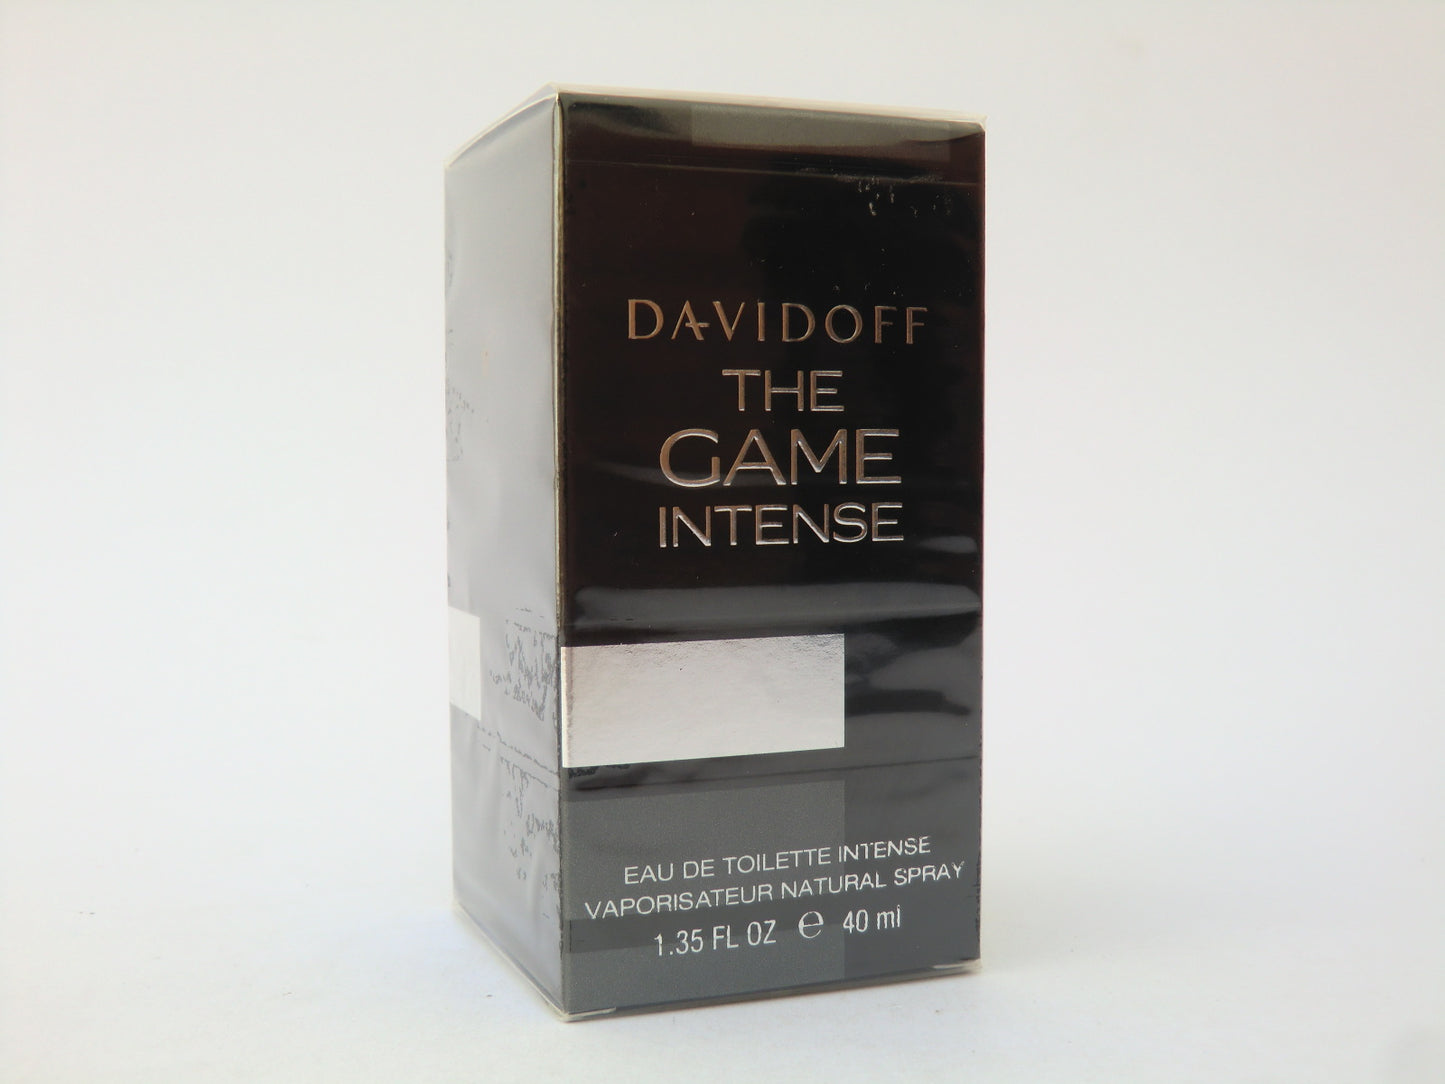 DAVIDOFF
THE
GAME
INTENSE
EAU DE TOILETTE INTENSE
VAPORISATEUR NATURAL SPRAY
1.35 FL OZ ℮ 40 ml